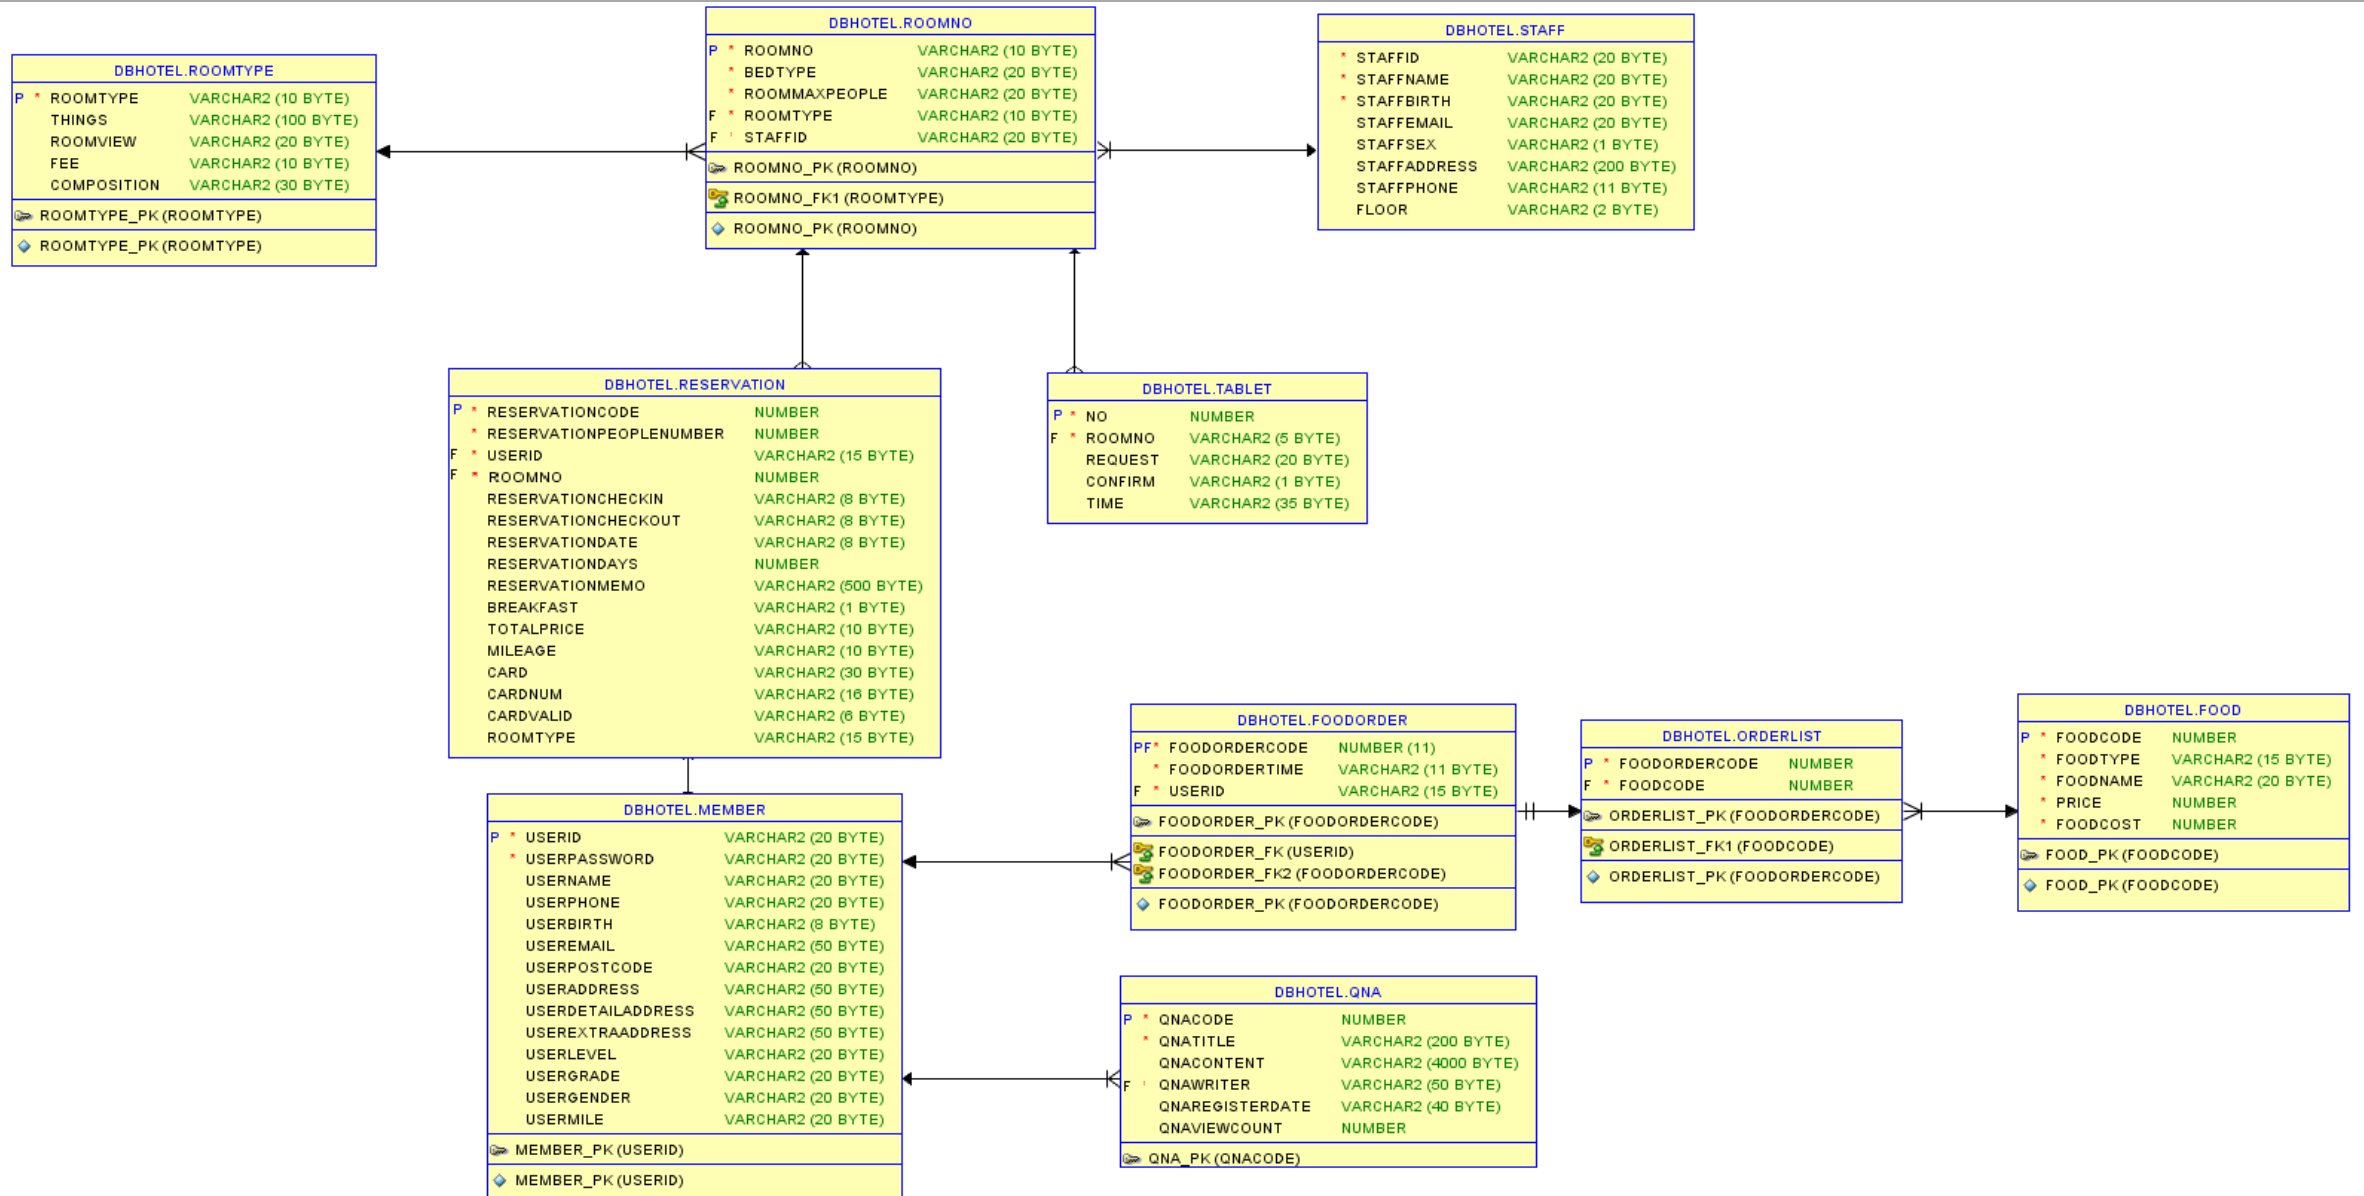 DBHOTEL.ROOMTYPE
P * ROOMTYPE VARCHAR2 (10 BYTE)
THINGS VARCHAR2 (100 BYTE)
ROOMVIEW VARCHAR2 (20 BYTE)
FEE VARCHAR2 (10 BYTE)
COMPOSITION VARCHAR2 (30 BYTE)
ROOMTYPE_PK (ROOMTYPE)
ROOMTYPE_PK (ROOMTYPE)
DBHOTEL.ROOMNO
P * ROOMNO VARCHAR2 (10 BYTE)
* BEDTYPE VARCHAR2 (20 BYTE)
* ROOMMAXPEOPLE VARCHAR2 (20 BYTE)
F * ROOMTYPE VARCHAR2 (10 BYTE)
F * STAFFID VARCHAR2 (20 BYTE)
ROOMNO_PK (ROOMNO)
ROOMNO_FK1 (ROOMTYPE)
ROOMNO_PK (ROOMNO)
DBHOTEL.STAFF
* STAFFID VARCHAR2 (20 BYTE)
* STAFFNAME VARCHAR2 (20 BYTE)
* STAFFBIRTH VARCHAR2 (20 BYTE)
STAFFEMAIL VARCHAR2 (20 BYTE)
STAFFSEX VARCHAR2 (1 BYTE)
STAFFADDRESS VARCHAR2 (200 BYTE)
STAFFPHONE VARCHAR2 (11 BYTE)
FLOOR VARCHAR2 (2 BYTE)
DBHOTEL.RESERVATION
P * RESERVATIONCODE NUMBER
* RESERVATIONPEOPLENUMBER NUMBER
F * USERID VARCHAR2 (15 BYTE)
F * ROOMNO NUMBER
RESERVATIONCHECKIN VARCHAR2 (8 BYTE)
RESERVATIONCHECKOUT VARCHAR2 (8 BYTE)
RESERVATIONDATE VARCHAR2 (8 BYTE)
RESERVATIONDAYS NUMBER
RESERVATIONMEMO VARCHAR2 (500 BYTE)
BREAKFAST VARCHAR2 (1 BYTE)
TOTALPRICE VARCHAR2 (10 BYTE)
MILEAGE VARCHAR2 (10 BYTE)
CARD VARCHAR2 (30 BYTE)
CARDNUM VARCHAR2 (16 BYTE)
CARDVALID VARCHAR2 (6 BYTE)
ROOMTYPE VARCHAR2 (15 BYTE)
DBHOTEL.TABLET
P * NO NUMBER
F * ROOMNO VARCHAR2 (5 BYTE)
REQUEST VARCHAR2 (20 BYTE)
CONFIRM VARCHAR2 (1 BYTE)
TIME VARCHAR2 (35 BYTE)
DBHOTEL.MEMBER
P * USERID VARCHAR2 (20 BYTE)
* USERPASSWORD VARCHAR2 (20 BYTE)
USERNAME VARCHAR2 (20 BYTE)
USERPHONE VARCHAR2 (20 BYTE)
USERBIRTH VARCHAR2 (8 BYTE)
USEREMAIL VARCHAR2 (50 BYTE)
USERPOSTCODE VARCHAR2 (20 BYTE)
USERADDRESS VARCHAR2 (50 BYTE)
USERDETAILADDRESS VARCHAR2 (50 BYTE)
USEREXTRAADDRESS VARCHAR2 (50 BYTE)
USERLEVEL VARCHAR2 (20 BYTE)
USERGRADE VARCHAR2 (20 BYTE)
USERGENDER VARCHAR2 (20 BYTE)
USERMILE VARCHAR2 (20 BYTE)
MEMBER_PK (USERID)
MEMBER_PK (USERID)
DBHOTEL.FOODORDER
PF* FOODORDERCODE NUMBER (11)
* FOODORDERTIME VARCHAR2 (11 BYTE)
F * USERID VARCHAR2 (15 BYTE)
FOODORDER_PK (FOODORDERCODE)
FOODORDER_FK (USERID)
FOODORDER_FK2 (FOODORDERCODE)
FOODORDER_PK (FOODORDERCODE)
DBHOTEL.ORDERLIST
P * FOODORDERCODE NUMBER
F * FOODCODE NUMBER
ORDERLIST_PK (FOODORDERCODE)
ORDERLIST_FK1 (FOODCODE)
ORDERLIST_PK (FOODORDERCODE)
DBHOTEL.FOOD
P * FOODCODE NUMBER
* FOODTYPE VARCHAR2 (15 BYTE)
* FOODNAME VARCHAR2 (20 BYTE)
* PRICE NUMBER
* FOODCOST NUMBER
FOOD_PK (FOODCODE)
FOOD_PK (FOODCODE)
DBHOTEL.QNA
P * QNACODE NUMBER
* QNATITLE VARCHAR2 (200 BYTE)
QNACONTENT VARCHAR2 (4000 BYTE)
F * QNAWRITER VARCHAR2 (50 BYTE)
QNAREGISTERDATE VARCHAR2 (40 BYTE)
QNAVIEWCOUNT NUMBER
QNA_PK (QNACODE)